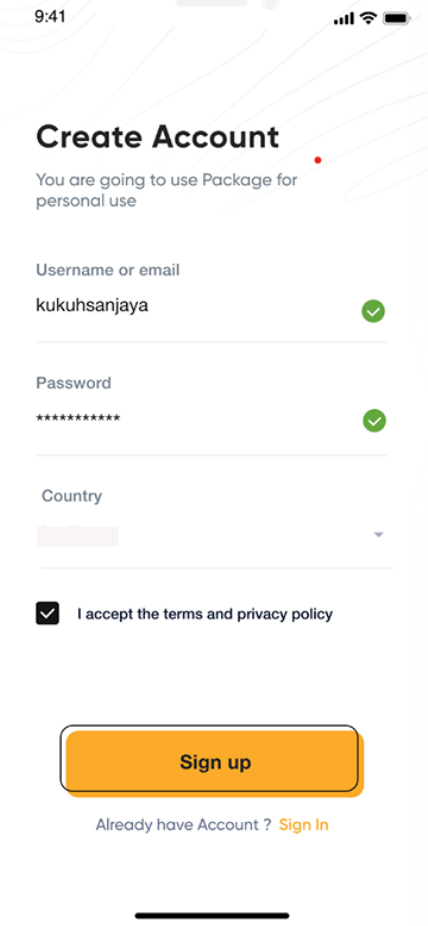 9:41
Create Account
You are going to use Package for
personal use
Username or email
kukuhsanjaya
Password
***********
Country
I accept the terms and privacy policy
Sign up
Already have Account ? Sign In